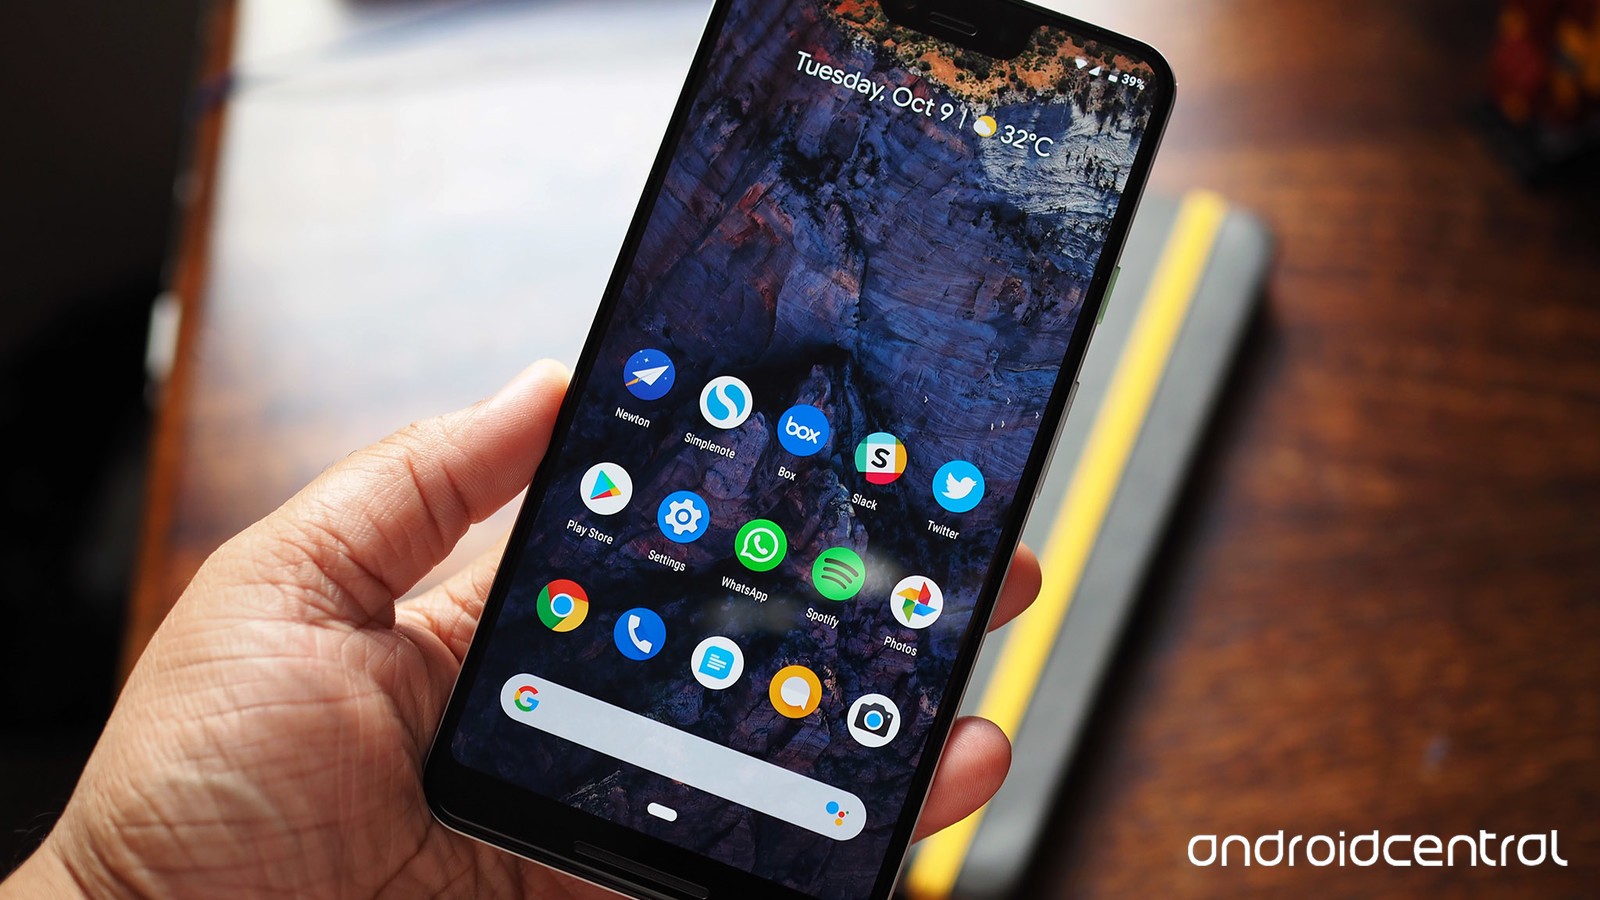 39%
Tuesday, Oct 9 | 32°C
Newton
Simplenote
box
Box
S
Slack
Twitter
Play Store
Settings
WhatsApp
Spotify
Photos
G
androidcentral